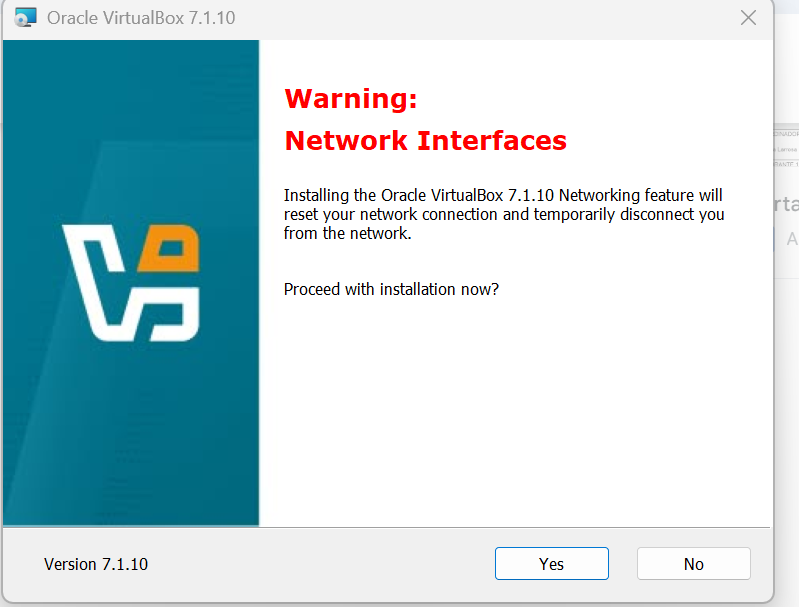 Oracle VirtualBox 7.1.10
Warning:
Network Interfaces
Installing the Oracle VirtualBox 7.1.10 Networking feature will
reset your network connection and temporarily disconnect you
from the network.
Proceed with installation now?
Version 7.1.10
Yes
No